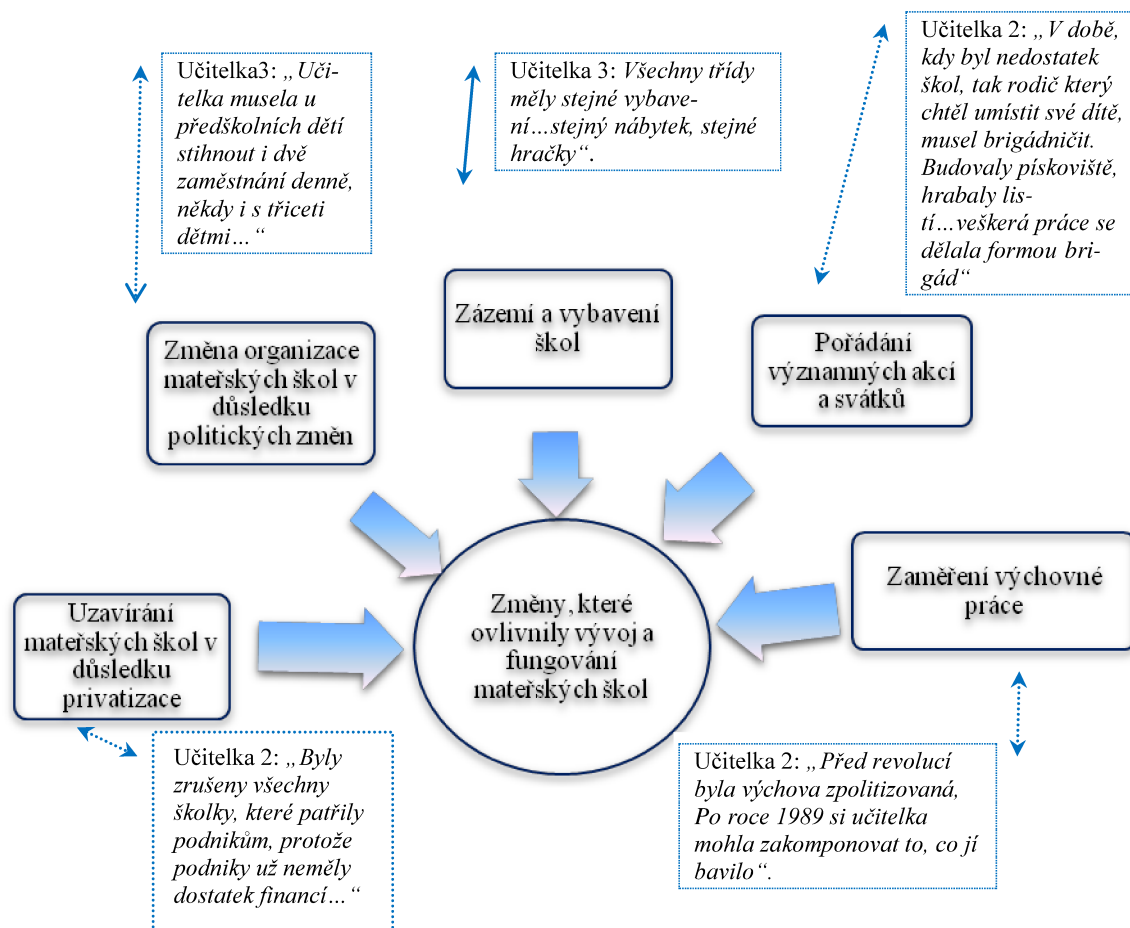 Učitelka3: „Uči-
telka musela u
předškolních dětí
stihnout i dvě
zaměstnání denně,
někdy i s třiceti
dětmi…“
Učitelka 3: Všechny třídy
měly stejné vybave-
ní…stejný nábytek, stejné
hračky“.
Učitelka 2: „V době,
kdy byl nedostatek
škol, tak rodič který
chtěl umístit své dítě,
musel brigádničit.
Budovaly pískoviště,
hrabaly lis-
tí…veškerá práce se
dělala formou bri-
gád“
Změna organizace
mateřských škol v
důsledku
politických změn
Zázemí a vybavení
škol
Pořádání
významných akcí
a svátků
Uzavírání
mateřských škol v
důsledku
privatizace
Změny, které
ovlivnily vývoj a
fungování
mateřských škol
Zaměření výchovné
práce
Učitelka 2: „Byly
zrušeny všechny
školky, které patřily
podnikům, protože
podniky už neměly
dostatek financí…“
Učitelka 2: „Před revolucí
byla výchova zpolitizovaná,
Po roce 1989 si učitelka
mohla zakomponovat to, co jí
bavilo“.